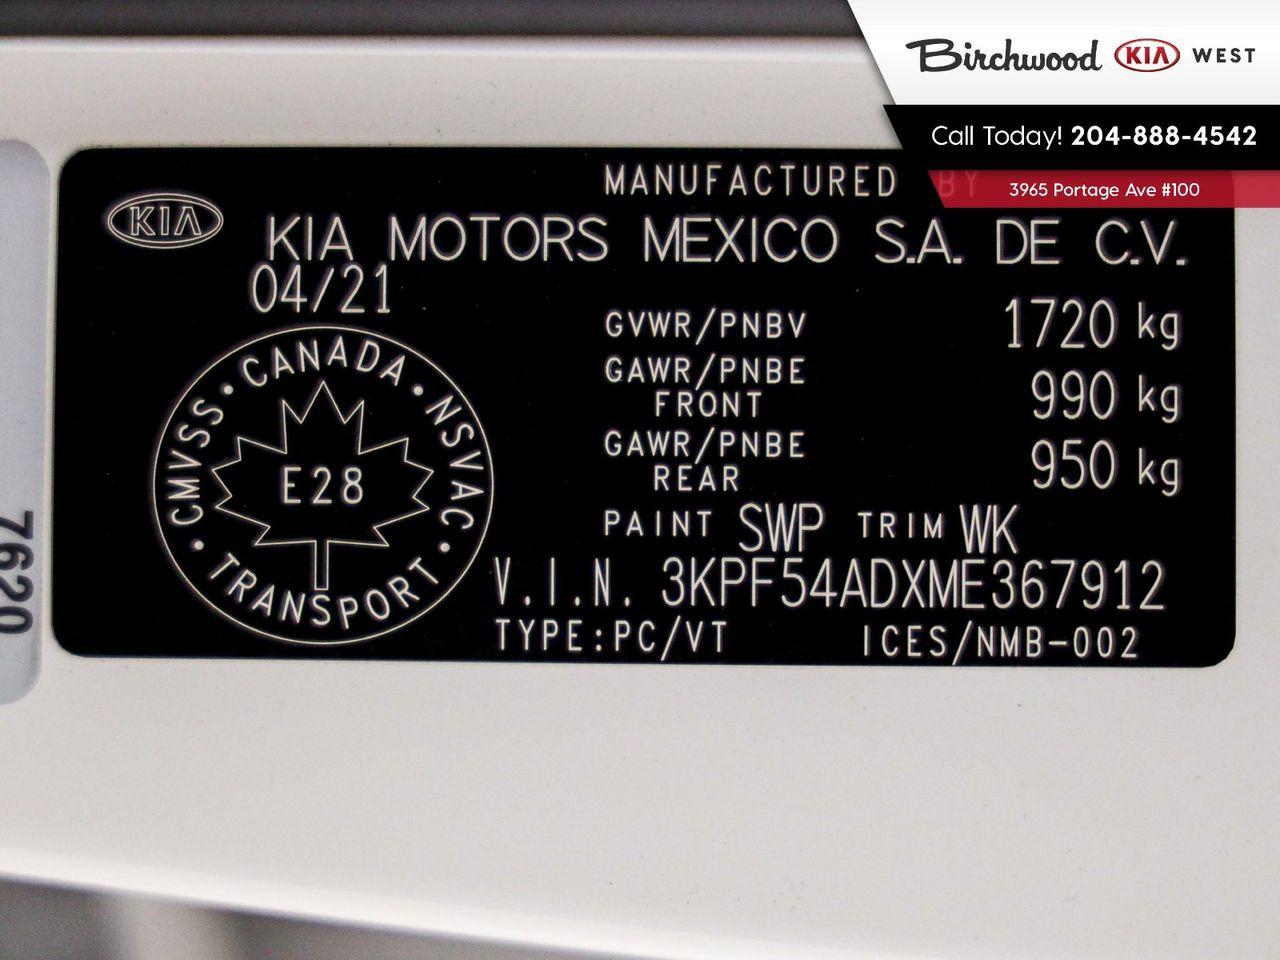 Birchwood KIA WEST
Call Today! 204-888-4542
3965 Portage Ave #100
MANUFACTURED BY
KIA
KIA MOTORS MEXICO S.A. DE C.V.
04/21
GVWR/PNBV 1720 kg
GAWR/PNBE FRONT 990 kg
GAWR/PNBE REAR 950 kg
CANADA • NSVAC • TRANSPORT • CMVSS •
E28
PAINT SWP TRIM WK
V.I.N. 3KPF54ADXME367912
TYPE:PC/VT ICES/NMB-002
7620